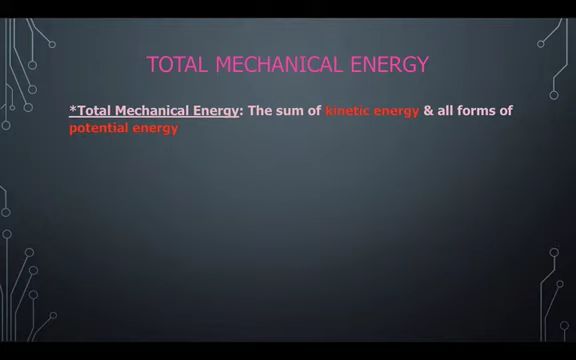 TOTAL MECHANICAL ENERGY
*Total Mechanical Energy: The sum of kinetic energy & all forms of
potential energy